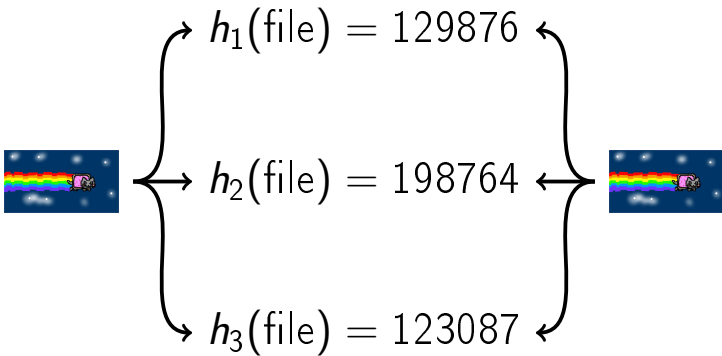 h₁(file) = 129876
h₂(file) = 198764
h₃(file) = 123087